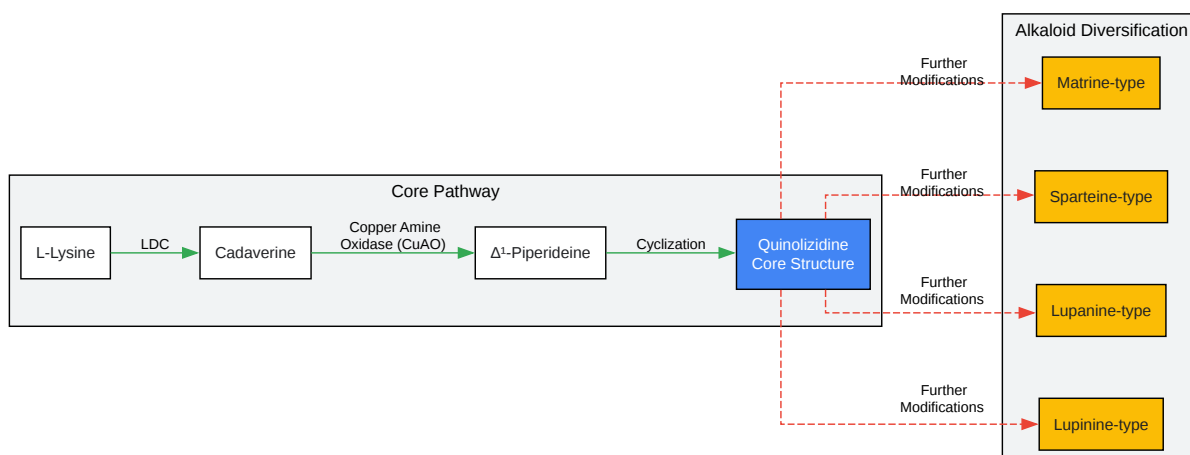 Alkaloid Diversification
Further
Modifications
Matrine-type
Further
Modifications
Sparteine-type
Core Pathway
L-Lysine
LDC
Cadaverine
Copper Amine
Oxidase (CuAO)
Δ¹-Piperideine
Cyclization
Quinolizidine
Core Structure
Further
Modifications
Lupanine-type
Further
Modifications
Lupinine-type